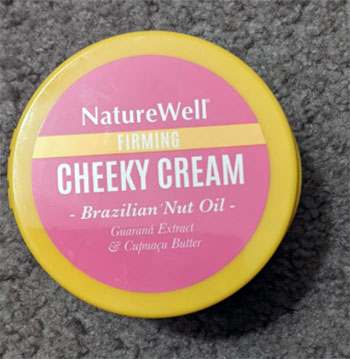 NatureWell®
FIRMING
CHEEKY CREAM
- Brazilian Nut Oil -
Guaraná Extract
& Cupuaçu Butter